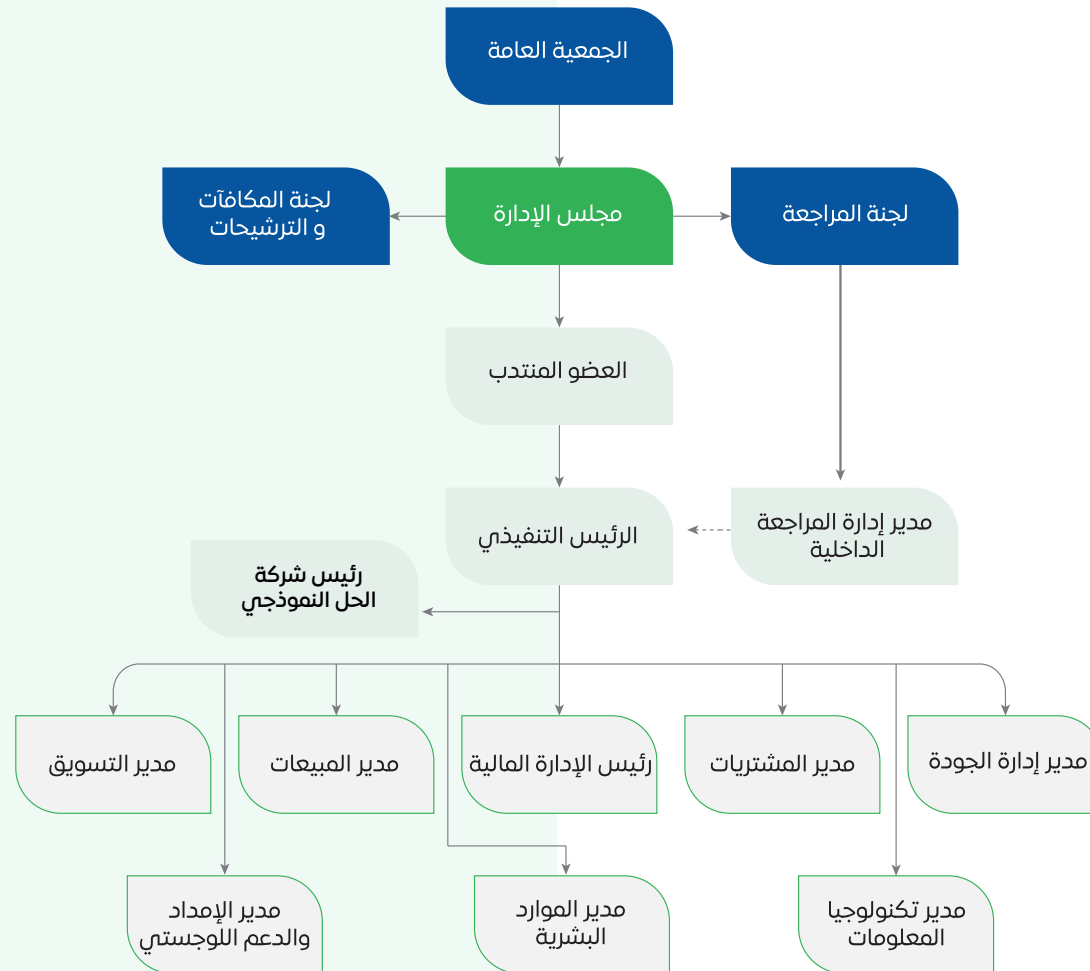 الجمعية العامة
لجنة المراجعة
مجلس الإدارة
لجنة المكافآت
و الترشيحات
العضو المنتدب
مدير إدارة المراجعة
الداخلية
الرئيس التنفيذي
رئيس شركة
الحل النموذجي
مدير إدارة الجودة
مدير المشتريات
رئيس الإدارة المالية
مدير المبيعات
مدير التسويق
مدير تكنولوجيا
المعلومات
مدير الموارد
البشرية
مدير الإمداد
والدعم اللوجستي